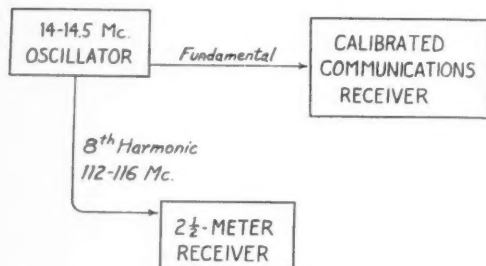 14-14.5 Mc.
OSCILLATOR
Fundamental
CALIBRATED
COMMUNICATIONS
RECEIVER
8th Harmonic
112-116 Mc.
2½-METER
RECEIVER